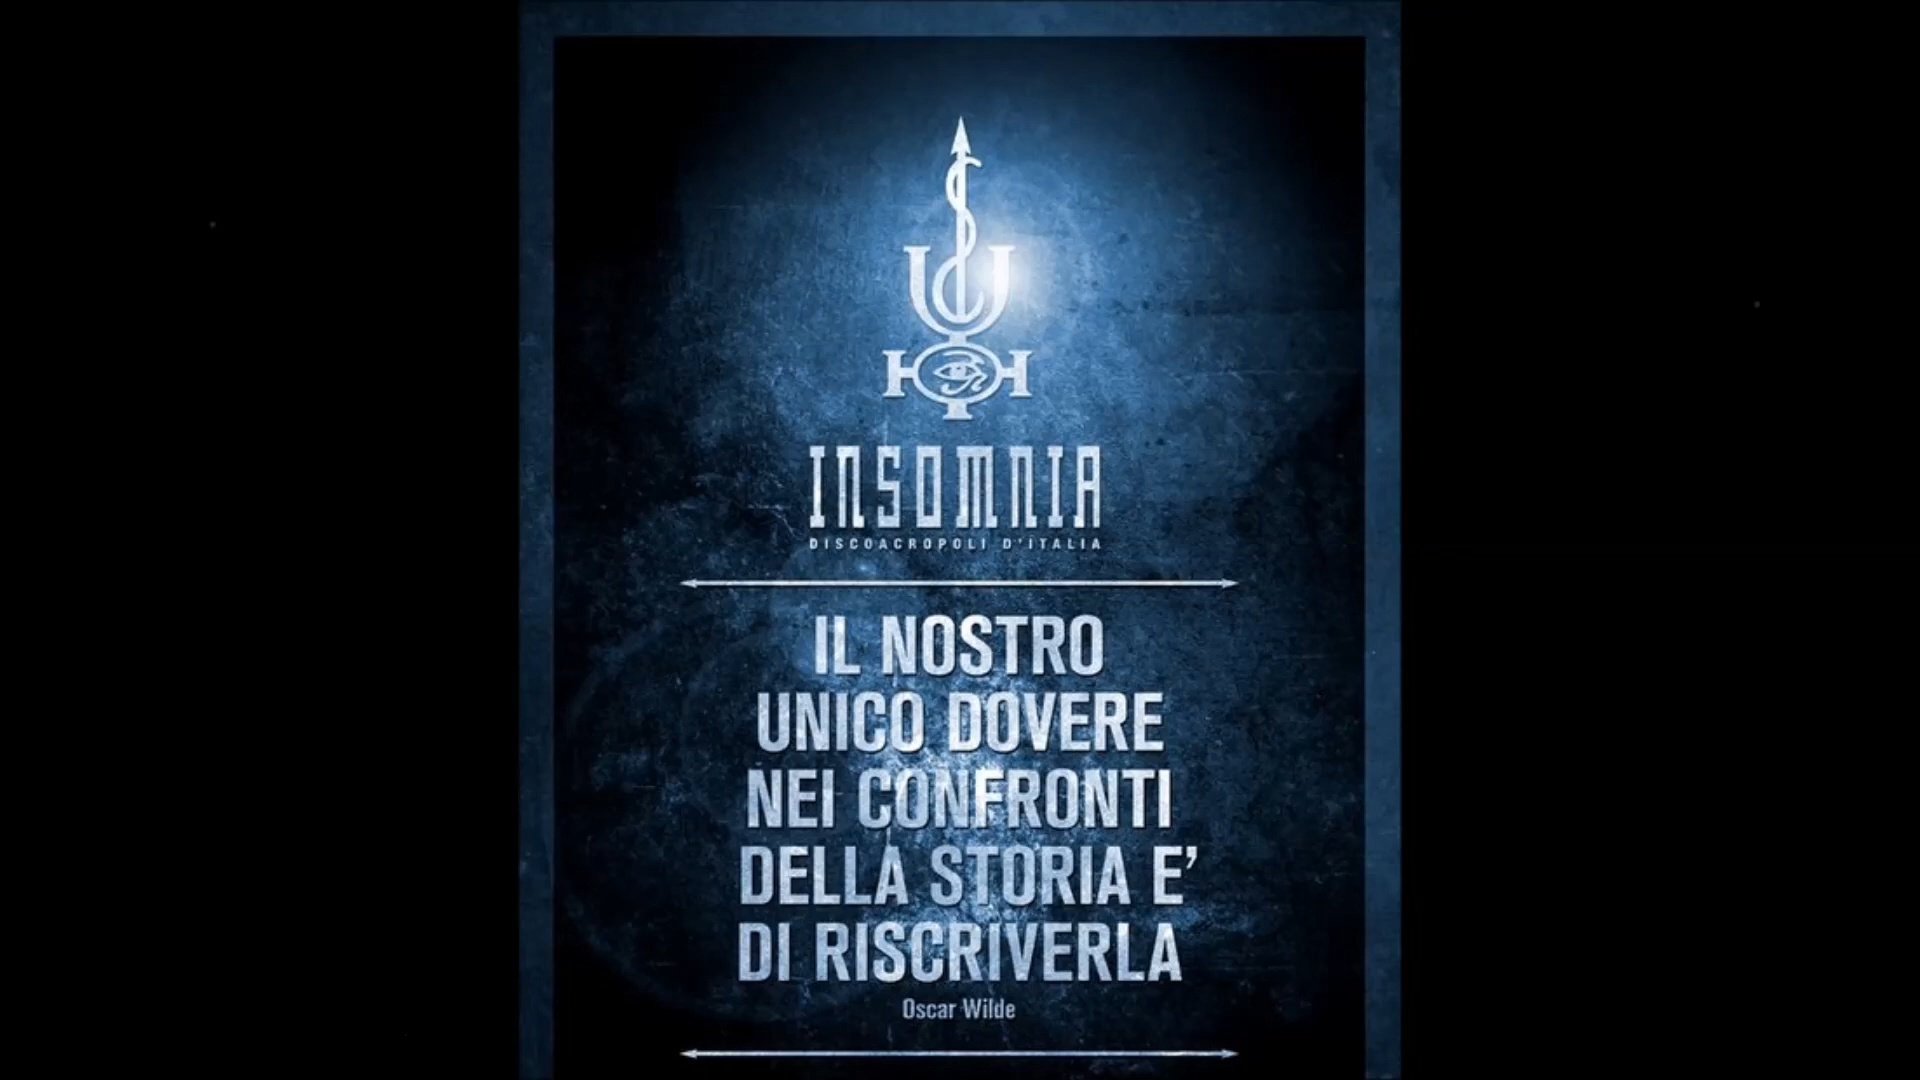 INSOMNIA
DISCOACROPOLI D'ITALIA
IL NOSTRO
UNICO DOVERE
NEI CONFRONTI
DELLA STORIA E’
DI RISCRIVERLA
Oscar Wilde